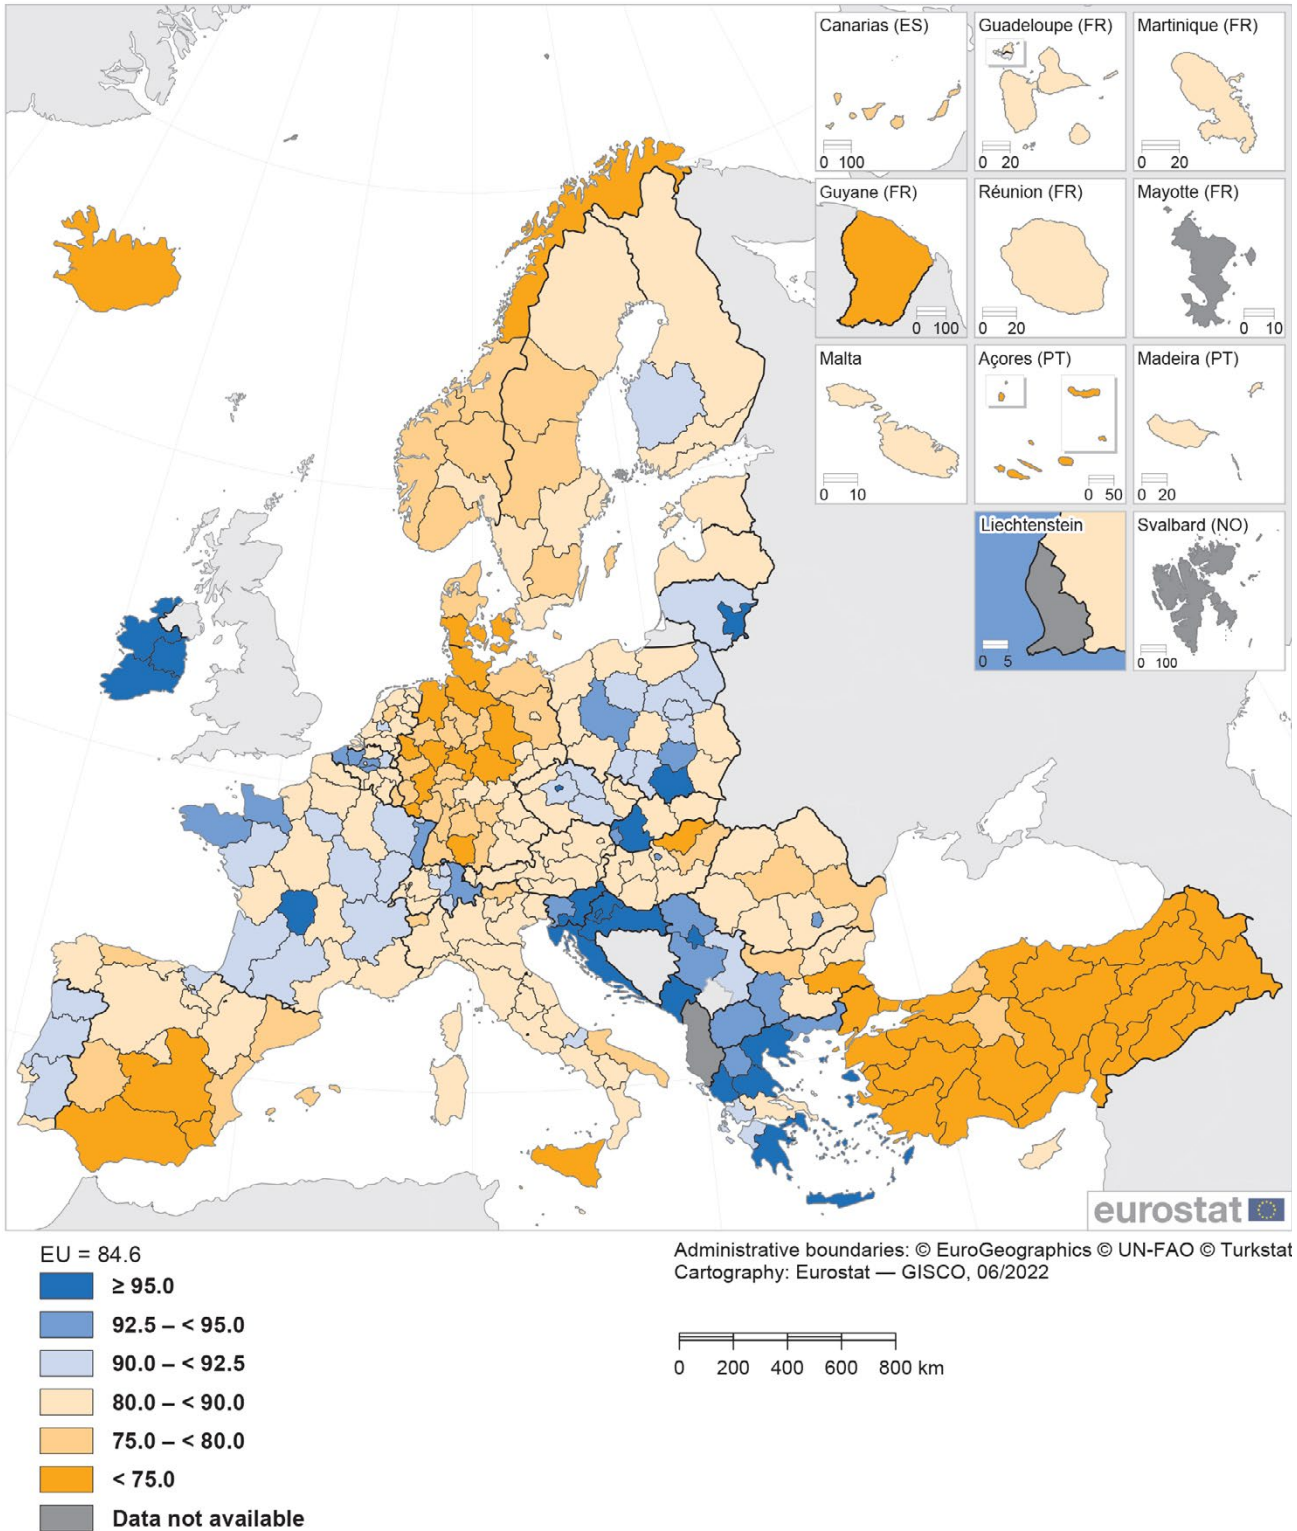 Canarias (ES)
0 100
Guadeloupe (FR)
0 20
Martinique (FR)
0 20
Guyane (FR)
0 100
Réunion (FR)
0 20
Mayotte (FR)
0 10
Malta
0 10
Açores (PT)
0 50
Madeira (PT)
0 20
Liechtenstein
0 5
Svalbard (NO)
0 100
eurostat
EU = 84.6
≥ 95.0
92.5 – < 95.0
90.0 – < 92.5
80.0 – < 90.0
75.0 – < 80.0
< 75.0
Data not available
Administrative boundaries: © EuroGeographics © UN-FAO © Turkstat
Cartography: Eurostat — GISCO, 06/2022
0 200 400 600 800 km